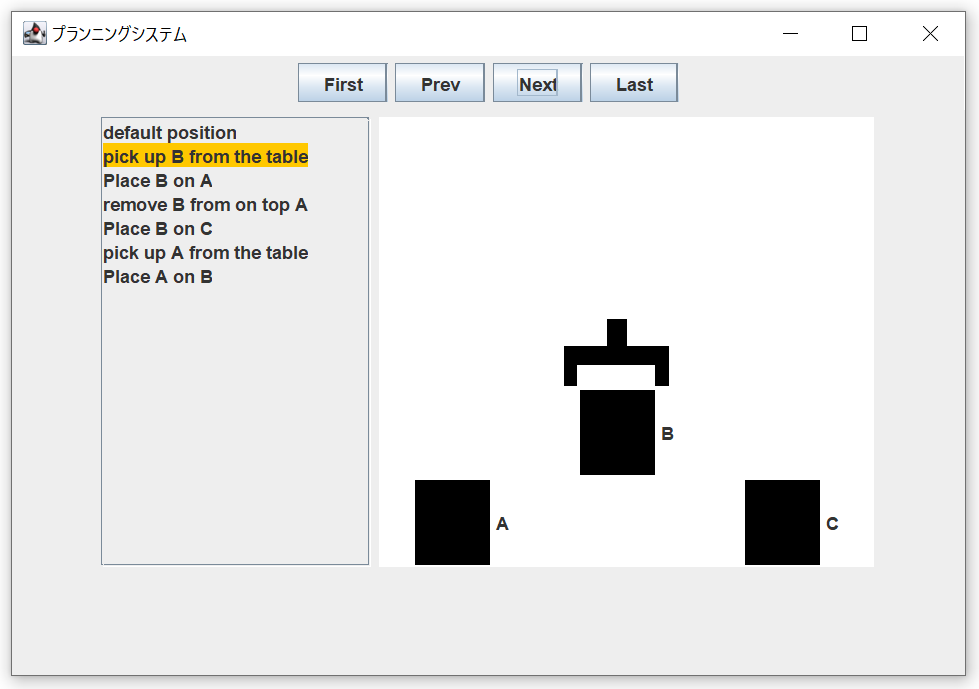 プランニングシステム
First Prev Next Last
default position
pick up B from the table
Place B on A
remove B from on top A
Place B on C
pick up A from the table
Place A on B
B
A
C